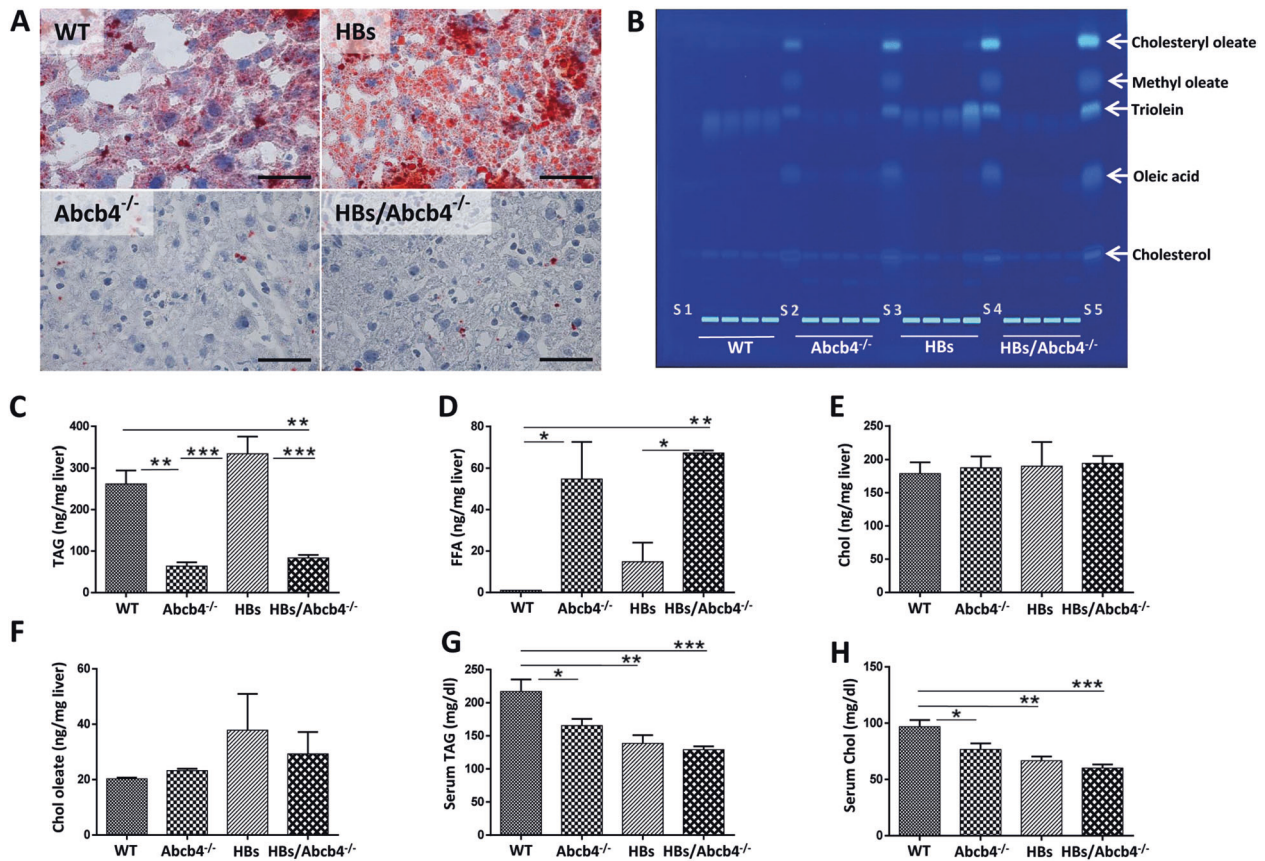 A
WT
HBs
Abcb4-/-
HBs/Abcb4-/-
B
Cholesteryl oleate
Methyl oleate
Triolein
Oleic acid
Cholesterol
S 1
S 2
S 3
S 4
S 5
WT
Abcb4-/-
HBs
HBs/Abcb4-/-
C
TAG (ng/mg liver)
400
300
200
100
0
**
**
***
***
WT
Abcb4-/-
HBs
HBs/Abcb4-/-
D
FFA (ng/mg liver)
80
60
40
20
0
*
**
*
WT
Abcb4-/-
HBs
HBs/Abcb4-/-
E
Chol (ng/mg liver)
250
200
150
100
50
0
WT
Abcb4-/-
HBs
HBs/Abcb4-/-
F
Chol oleate (ng/mg liver)
60
40
20
0
WT
Abcb4-/-
HBs
HBs/Abcb4-/-
G
Serum TAG (mg/dl)
250
200
150
100
50
0
***
**
*
WT
Abcb4-/-
HBs
HBs/Abcb4-/-
H
Serum Chol (mg/dl)
150
100
50
0
***
**
*
WT
Abcb4-/-
HBs
HBs/Abcb4-/-